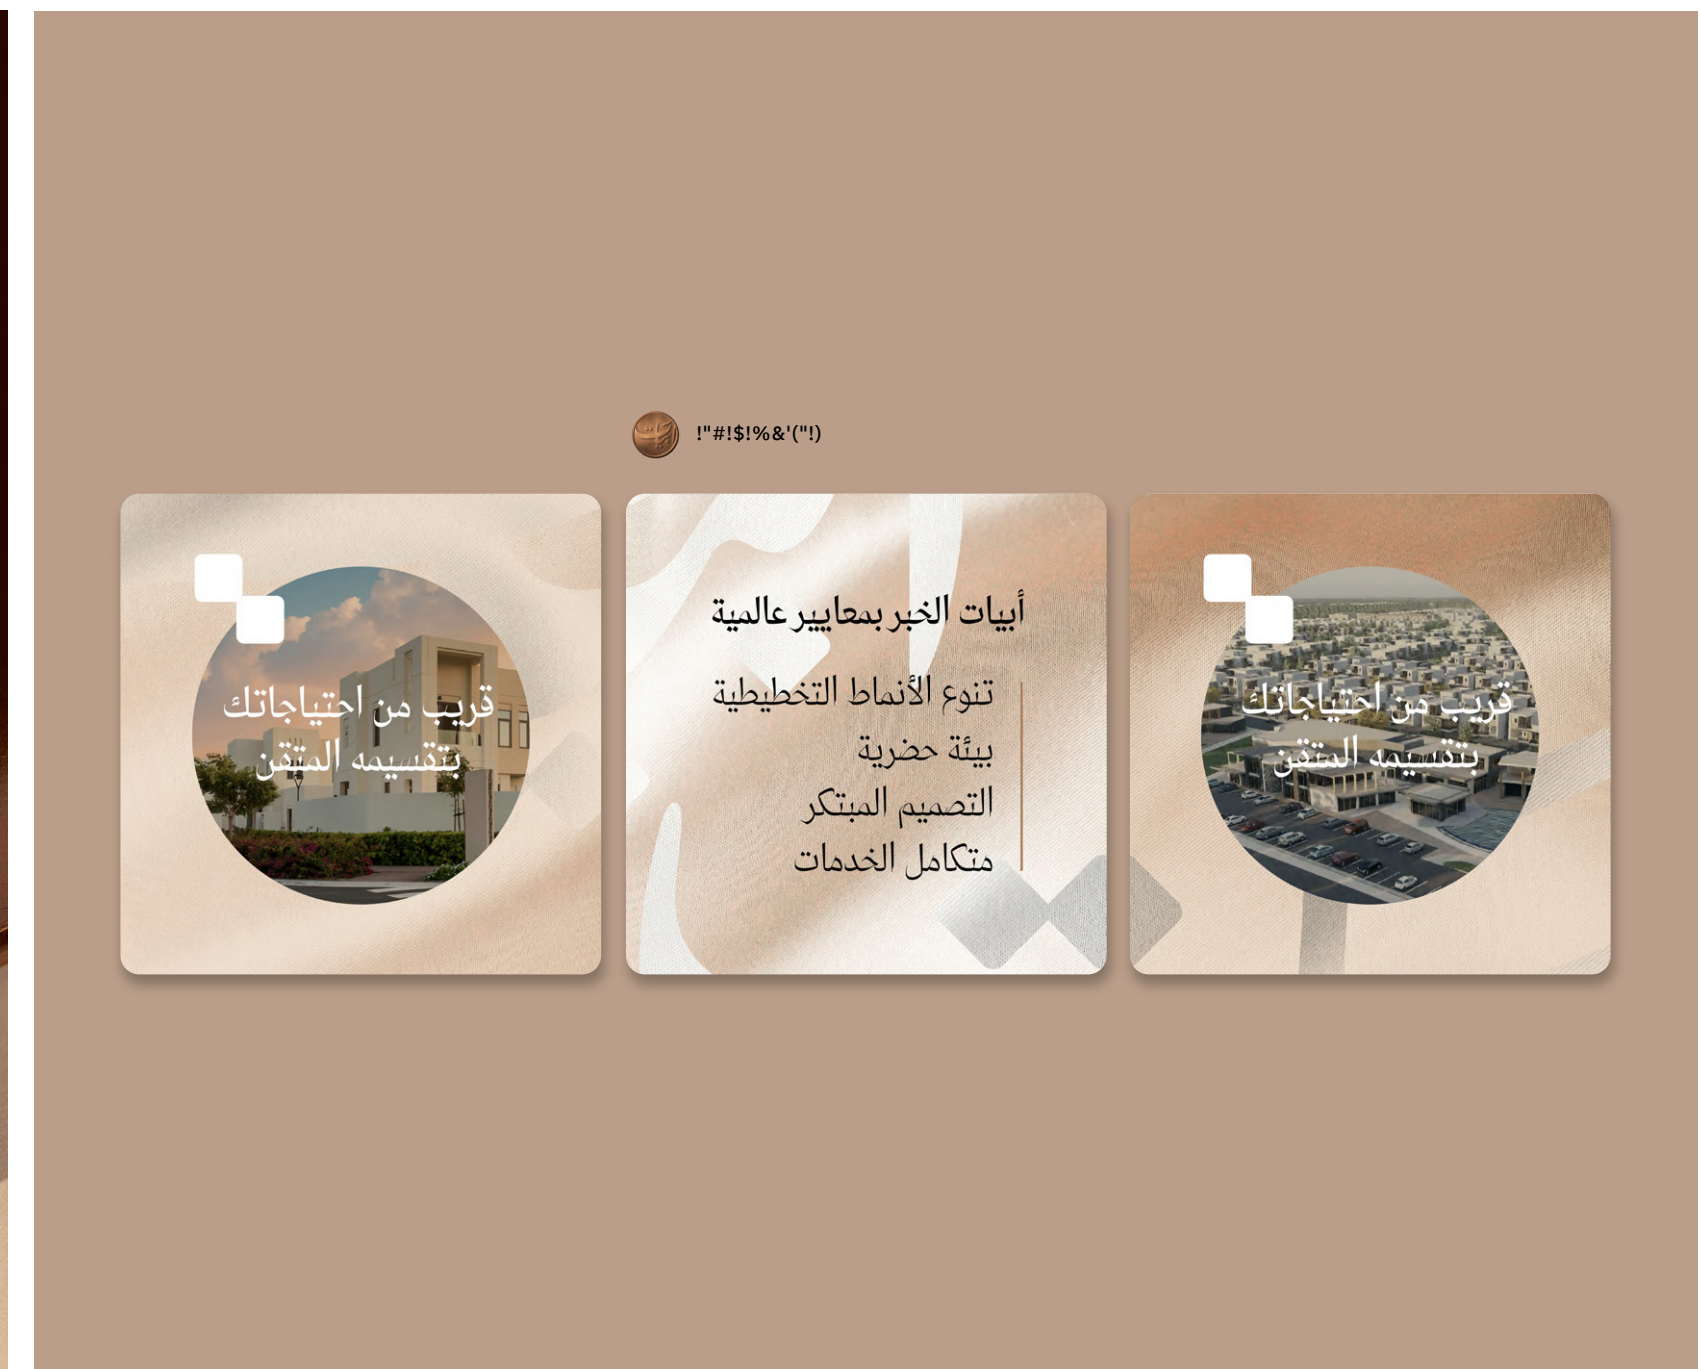 !"#!$!%&'("!)
قريب من احتياجاتك
بتقسيمه المتقن
أبيات الخبر بمعايير عالمية
تنوع الأنماط التخطيطية
بيئة حضرية
التصميم المبتكر
متكامل الخدمات
قريب من احتياجاتك
بتقسيمه المتقن